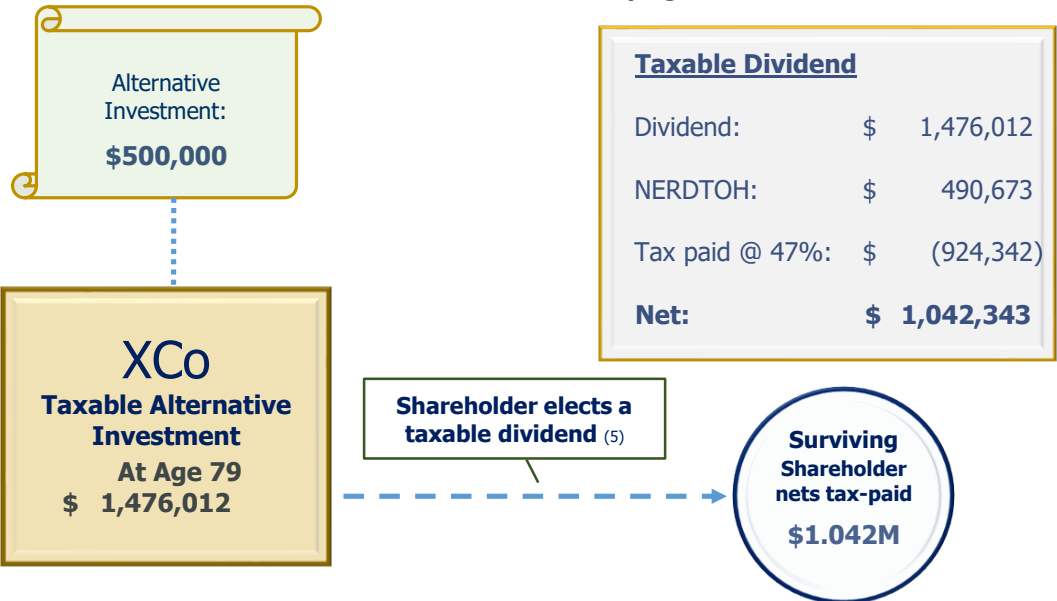 Alternative
Investment:
$500,000
Taxable Dividend
Dividend: $ 1,476,012
NERDTOH: $ 490,673
Tax paid @ 47%: $ (924,342)
Net: $ 1,042,343
XCo
Taxable Alternative
Investment
At Age 79
$ 1,476,012
Shareholder elects a
taxable dividend (5)
Surviving
Shareholder
nets tax-paid
$1.042M